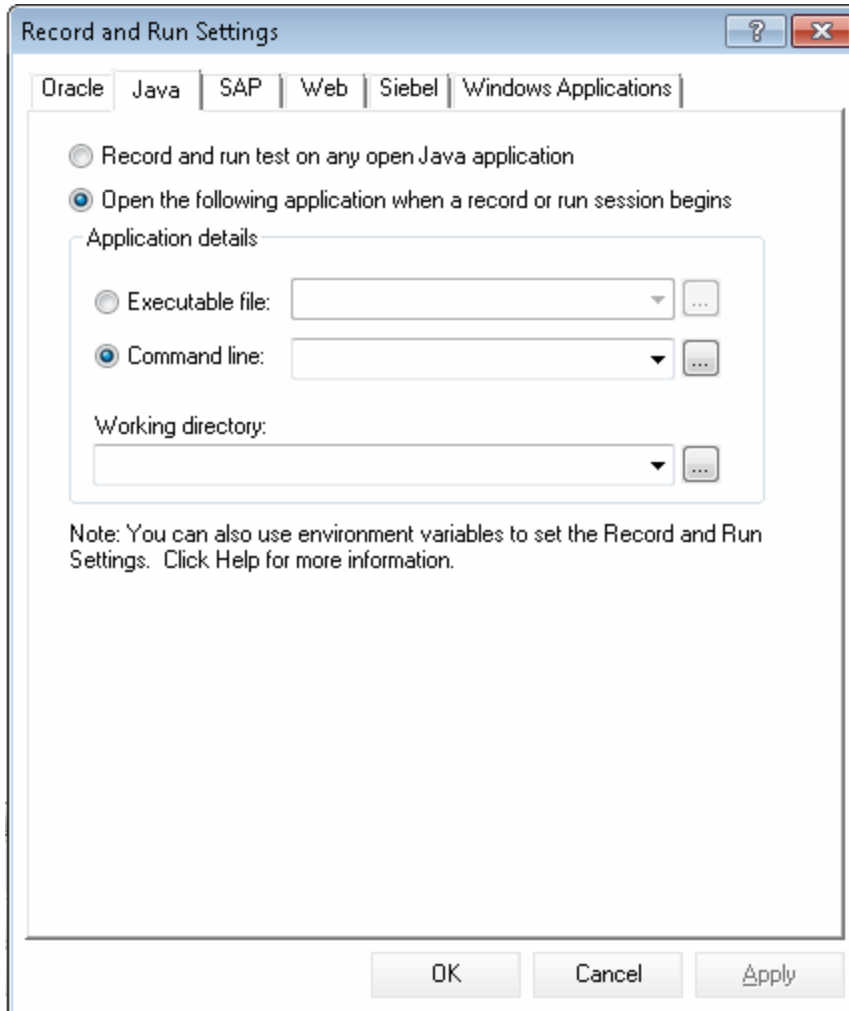 Record and Run Settings
?
Oracle Java SAP Web Siebel Windows Applications
Record and run test on any open Java application
Open the following application when a record or run session begins
Application details
Executable file:
...
Command line:
...
Working directory:
...
Note: You can also use environment variables to set the Record and Run
Settings. Click Help for more information.
OK Cancel Apply